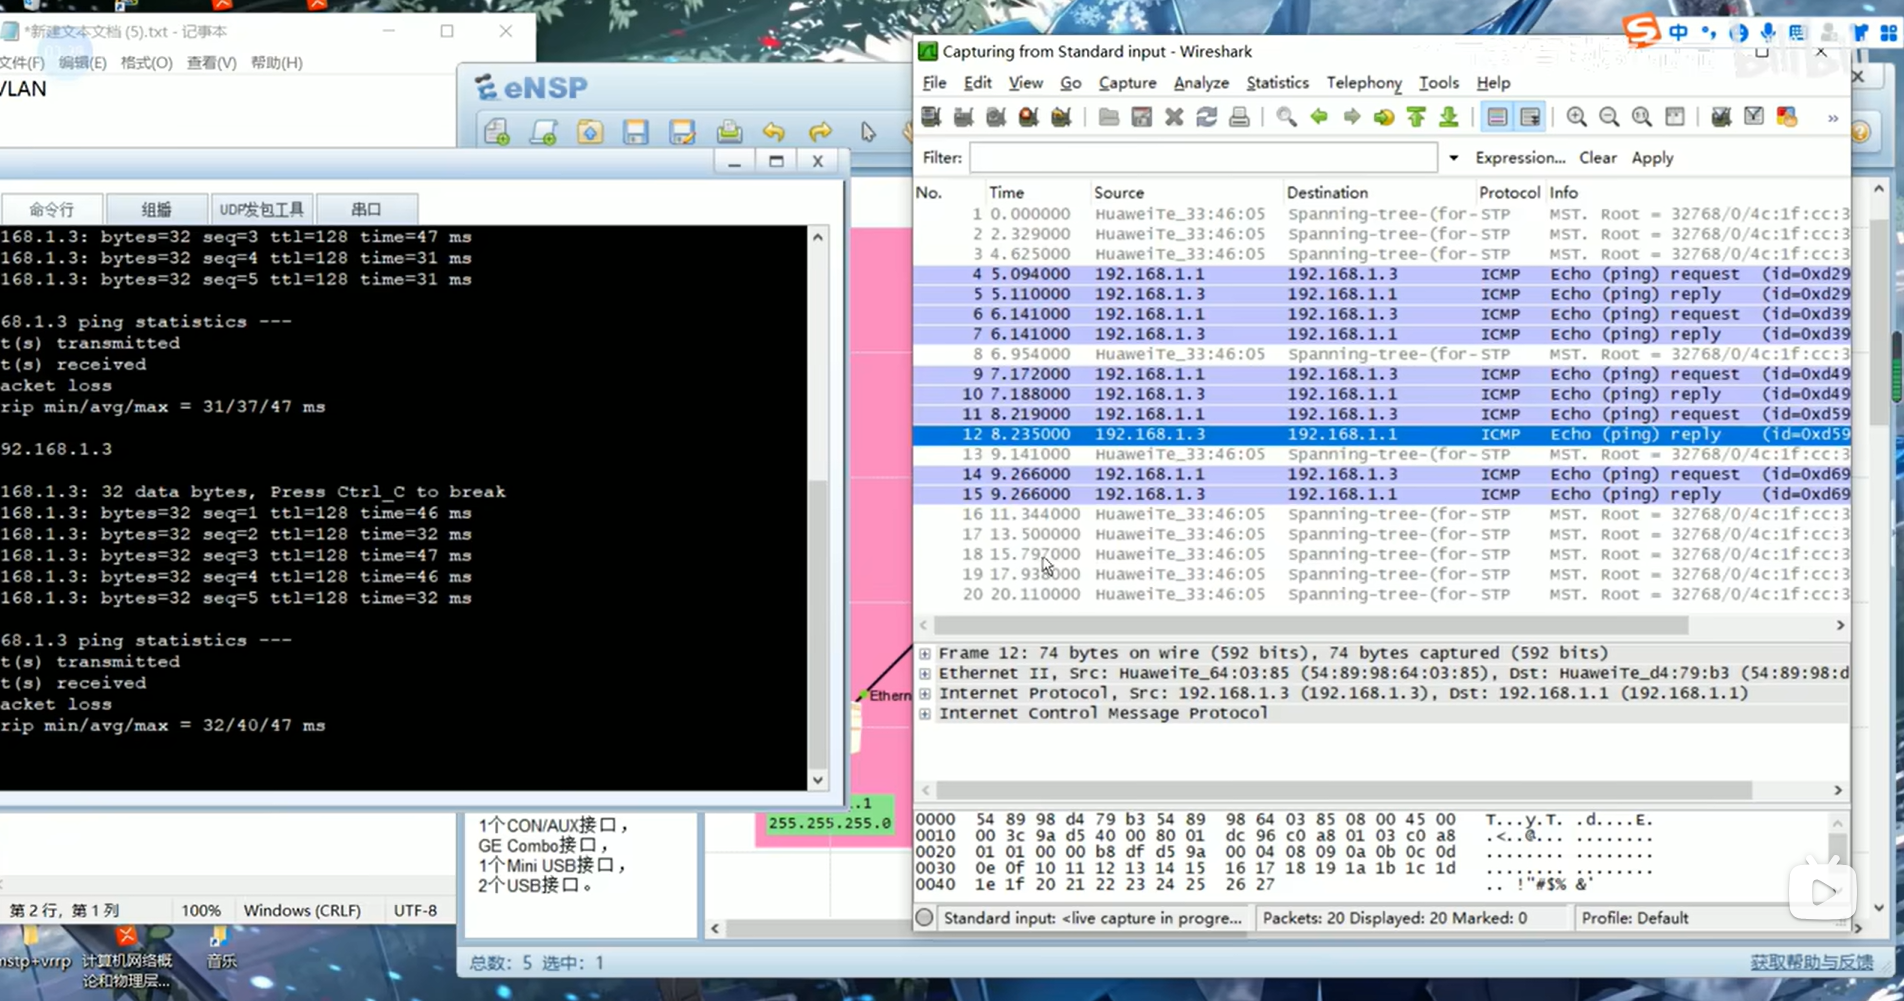 *新建文本文档 (5).txt - 记事本
文件(F) 编辑(E) 格式(O) 查看(V) 帮助(H)
VLAN
第 2 行，第 1 列 100% Windows (CRLF) UTF-8
eNSP
命令行 组播 UDP发包工具 串口
168.1.3: bytes=32 seq=3 ttl=128 time=47 ms
168.1.3: bytes=32 seq=4 ttl=128 time=31 ms
168.1.3: bytes=32 seq=5 ttl=128 time=31 ms
68.1.3 ping statistics ---
t(s) transmitted
t(s) received
acket loss
rip min/avg/max = 31/37/47 ms
92.168.1.3
168.1.3: 32 data bytes, Press Ctrl_C to break
168.1.3: bytes=32 seq=1 ttl=128 time=46 ms
168.1.3: bytes=32 seq=2 ttl=128 time=32 ms
168.1.3: bytes=32 seq=3 ttl=128 time=47 ms
168.1.3: bytes=32 seq=4 ttl=128 time=46 ms
168.1.3: bytes=32 seq=5 ttl=128 time=32 ms
68.1.3 ping statistics ---
t(s) transmitted
t(s) received
acket loss
rip min/avg/max = 32/40/47 ms
Ethern
.1
255.255.255.0
1个CON/AUX接口，
GE Combo接口，
1个Mini USB接口，
2个USB接口。
总数：5 选中：1
获取帮助与反馈
mstp+vrrp
计算机网络概
论和物理层...
音乐
中
Capturing from Standard input - Wireshark
File Edit View Go Capture Analyze Statistics Telephony Tools Help
Filter: Expression... Clear Apply
No. Time Source Destination Protocol Info
1 0.000000 HuaweiTe_33:46:05 Spanning-tree-(for- STP MST. Root = 32768/0/4c:1f:cc:3
2 2.329000 HuaweiTe_33:46:05 Spanning-tree-(for- STP MST. Root = 32768/0/4c:1f:cc:3
3 4.625000 HuaweiTe_33:46:05 Spanning-tree-(for- STP MST. Root = 32768/0/4c:1f:cc:3
4 5.094000 192.168.1.1 192.168.1.3 ICMP Echo (ping) request (id=0xd29
5 5.110000 192.168.1.3 192.168.1.1 ICMP Echo (ping) reply (id=0xd29
6 6.141000 192.168.1.1 192.168.1.3 ICMP Echo (ping) request (id=0xd39
7 6.141000 192.168.1.3 192.168.1.1 ICMP Echo (ping) reply (id=0xd39
8 6.954000 HuaweiTe_33:46:05 Spanning-tree-(for- STP MST. Root = 32768/0/4c:1f:cc:3
9 7.172000 192.168.1.1 192.168.1.3 ICMP Echo (ping) request (id=0xd49
10 7.188000 192.168.1.3 192.168.1.1 ICMP Echo (ping) reply (id=0xd49
11 8.219000 192.168.1.1 192.168.1.3 ICMP Echo (ping) request (id=0xd59
12 8.235000 192.168.1.3 192.168.1.1 ICMP Echo (ping) reply (id=0xd59
13 9.141000 HuaweiTe_33:46:05 Spanning-tree-(for- STP MST. Root = 32768/0/4c:1f:cc:3
14 9.266000 192.168.1.1 192.168.1.3 ICMP Echo (ping) request (id=0xd69
15 9.266000 192.168.1.3 192.168.1.1 ICMP Echo (ping) reply (id=0xd69
16 11.344000 HuaweiTe_33:46:05 Spanning-tree-(for- STP MST. Root = 32768/0/4c:1f:cc:3
17 13.500000 HuaweiTe_33:46:05 Spanning-tree-(for- STP MST. Root = 32768/0/4c:1f:cc:3
18 15.797000 HuaweiTe_33:46:05 Spanning-tree-(for- STP MST. Root = 32768/0/4c:1f:cc:3
19 17.938000 HuaweiTe_33:46:05 Spanning-tree-(for- STP MST. Root = 32768/0/4c:1f:cc:3
20 20.110000 HuaweiTe_33:46:05 Spanning-tree-(for- STP MST. Root = 32768/0/4c:1f:cc:3
Frame 12: 74 bytes on wire (592 bits), 74 bytes captured (592 bits)
Ethernet II, Src: HuaweiTe_64:03:85 (54:89:98:64:03:85), Dst: HuaweiTe_d4:79:b3 (54:89:98:d
Internet Protocol, Src: 192.168.1.3 (192.168.1.3), Dst: 192.168.1.1 (192.168.1.1)
Internet Control Message Protocol
0000 54 89 98 d4 79 b3 54 89 98 64 03 85 08 00 45 00 T...y.T. .d....E.
0010 00 3c 9a d5 40 00 80 01 dc 96 c0 a8 01 03 c0 a8 .<..@... ........
0020 01 01 00 00 b8 df d5 9a 00 04 08 09 0a 0b 0c 0d ........ ........
0030 0e 0f 10 11 12 13 14 15 16 17 18 19 1a 1b 1c 1d ........ ........
0040 1e 1f 20 21 22 23 24 25 26 27 .. !"#$% &'
Standard input: <live capture in progre... Packets: 20 Displayed: 20 Marked: 0 Profile: Default